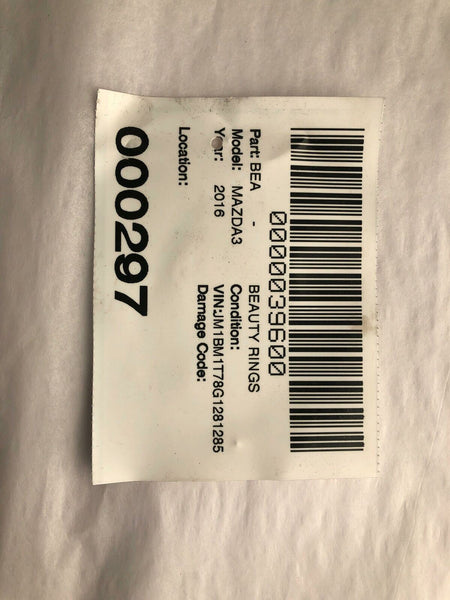 0000039600
Part: BEA - BEAUTY RINGS
Model: MAZDA3 Condition:
Year: 2016 VIN:JM1BM1T78G1281285
Damage Code:
Location:
000297